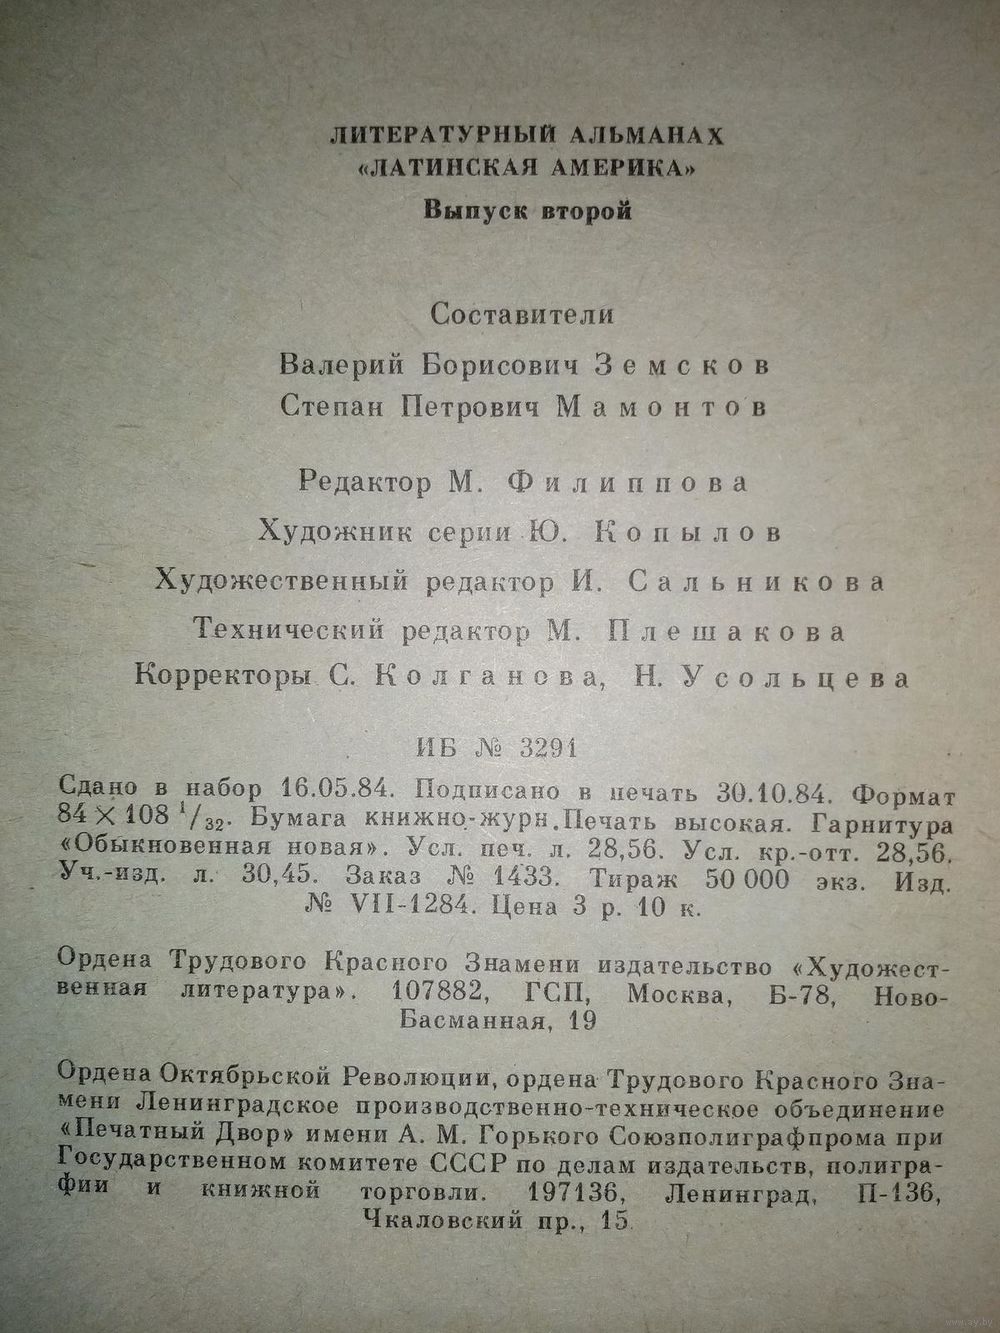 ЛИТЕРАТУРНЫЙ АЛЬМАНАХ
«ЛАТИНСКАЯ АМЕРИКА»
Выпуск второй
Составители
Валерий Борисович Земсков
Степан Петрович Мамонтов
Редактор М. Филиппова
Художник серии Ю. Копылов
Художественный редактор И. Сальникова
Технический редактор М. Плешакова
Корректоры С. Колганова, Н. Усольцева
ИБ № 3291
Сдано в набор 16.05.84. Подписано в печать 30.10.84. Формат
84×108 1/32. Бумага книжно-журн. Печать высокая. Гарнитура
«Обыкновенная новая». Усл. печ. л. 28,56. Усл. кр.-отт. 28,56.
Уч.-изд. л. 30,45. Заказ № 1433. Тираж 50 000 экз. Изд.
№ VII-1284. Цена 3 р. 10 к.
Ордена Трудового Красного Знамени издательство «Художест-
венная литература». 107882, ГСП, Москва, Б-78, Ново-
Басманная, 19
Ордена Октябрьской Революции, ордена Трудового Красного Зна-
мени Ленинградское производственно-техническое объединение
«Печатный Двор» имени А. М. Горького Союзполиграфпрома при
Государственном комитете СССР по делам издательств, полигра-
фии и книжной торговли. 197136, Ленинград, П-136,
Чкаловский пр., 15.
www.ay.by